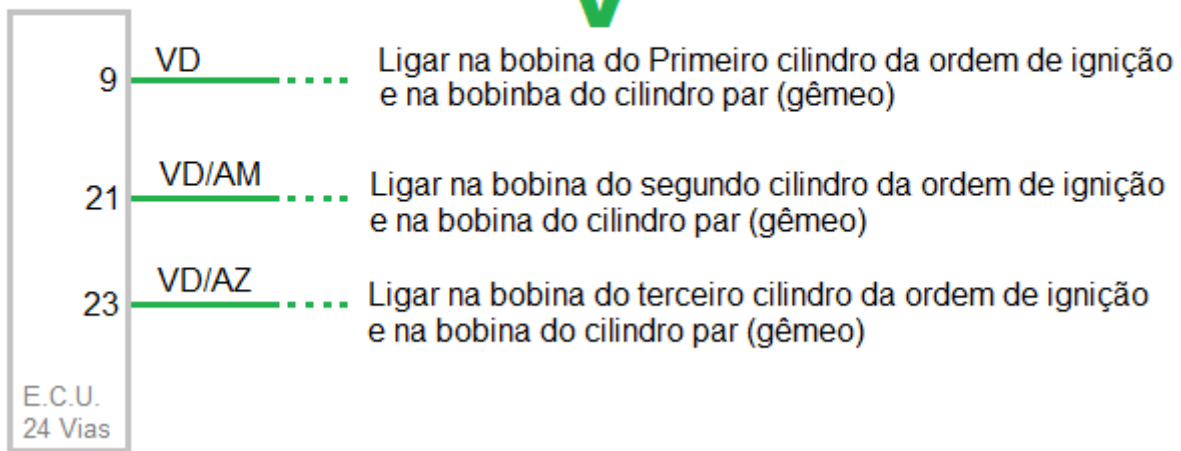 V
9 VD Ligar na bobina do Primeiro cilindro da ordem de ignição
e na bobinba do cilindro par (gêmeo)
21 VD/AM Ligar na bobina do segundo cilindro da ordem de ignição
e na bobina do cilindro par (gêmeo)
23 VD/AZ Ligar na bobina do terceiro cilindro da ordem de ignição
e na bobina do cilindro par (gêmeo)
E.C.U.
24 Vias